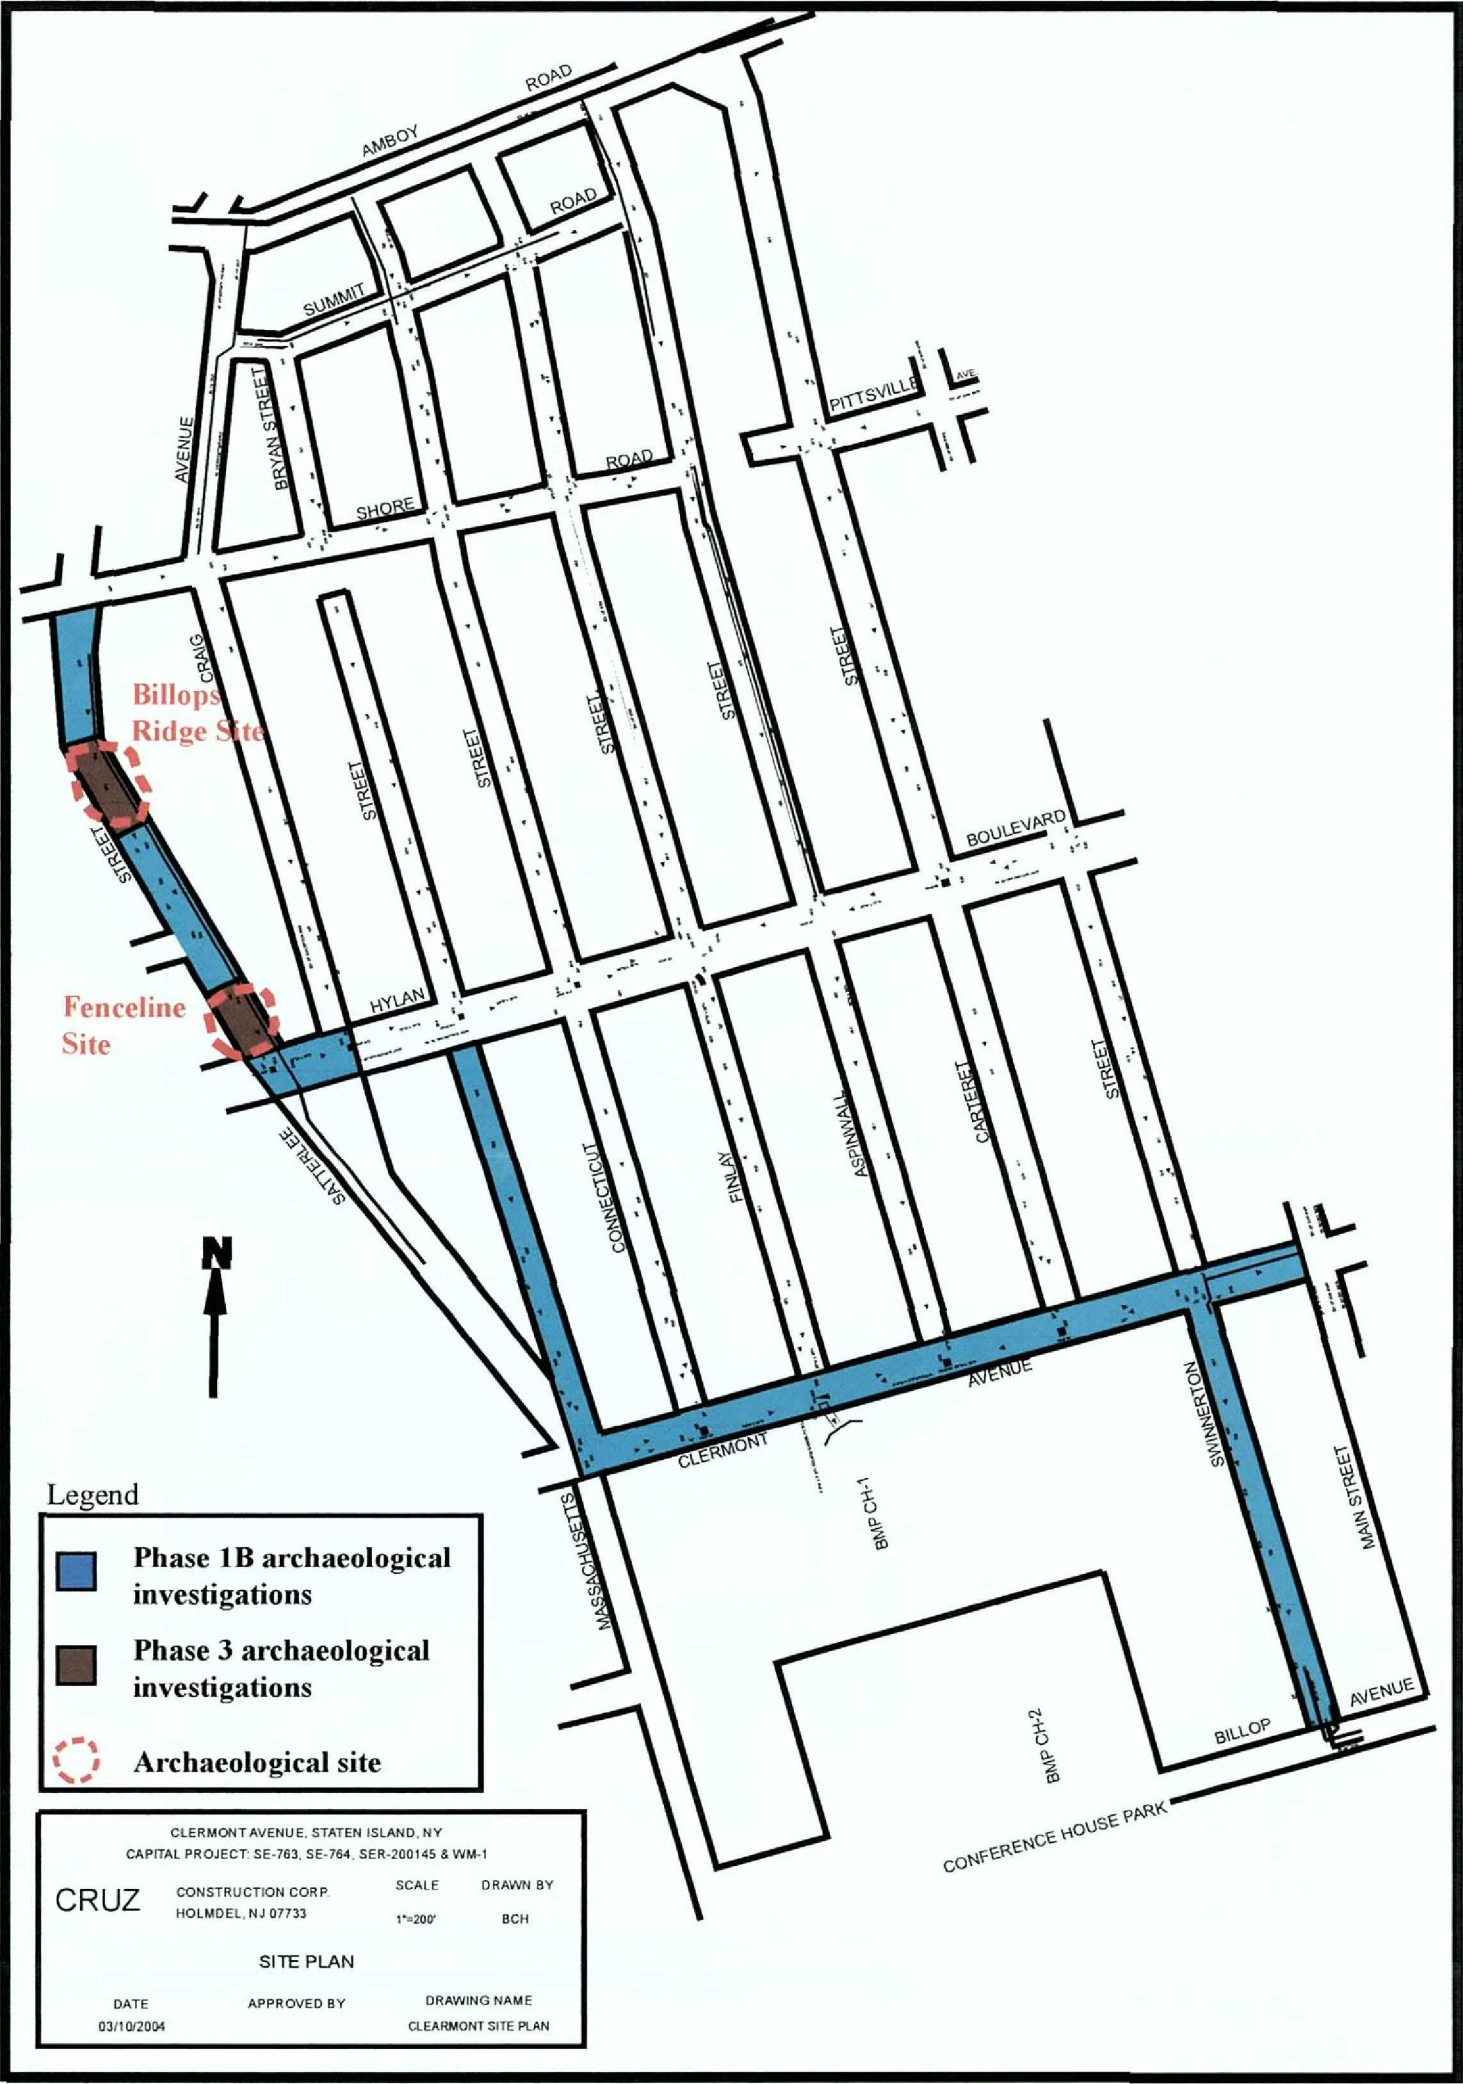 ROAD
AMBOY
ROAD
SUMMIT
AVE.
PITTSVILLE
AVENUE
BRYAN STREET
ROAD
SHORE
CRAIG
STREET
STREET
STREET
STREET
STREET
Billops
Ridge Site
STREET
BOULEVARD
HYLAN
Fenceline
Site
SATTERLEE
CONNECTICUT
FINLAY
ASPINWALL
CARTERET
STREET
N
AVENUE
CLERMONT
SWINNERTON
MAIN STREET
MASSACHUSETTS
BMP CH-1
BMP CH-2
BILLOP
AVENUE
CONFERENCE HOUSE PARK
Legend
Phase 1B archaeological
investigations
Phase 3 archaeological
investigations
Archaeological site
CLERMONT AVENUE, STATEN ISLAND, NY
CAPITAL PROJECT: SE-763, SE-764, SER-200145 & WM-1
CRUZ
CONSTRUCTION CORP.
HOLMDEL, NJ 07733
SCALE
1"=200'
DRAWN BY
BCH
SITE PLAN
DATE
03/10/2004
APPROVED BY
DRAWING NAME
CLEARMONT SITE PLAN